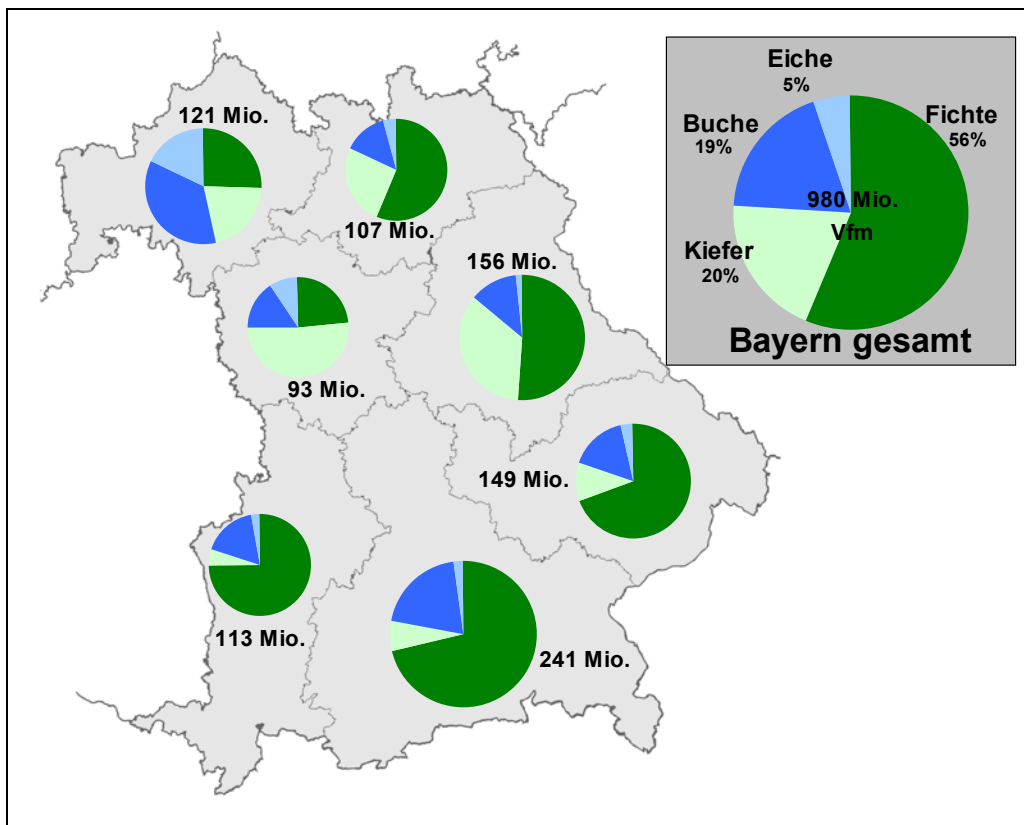 121 Mio.
107 Mio.
156 Mio.
93 Mio.
149 Mio.
113 Mio.
241 Mio.
Eiche
5%
Fichte
56%
Buche
19%
980 Mio.
Vfm
Kiefer
20%
Bayern gesamt